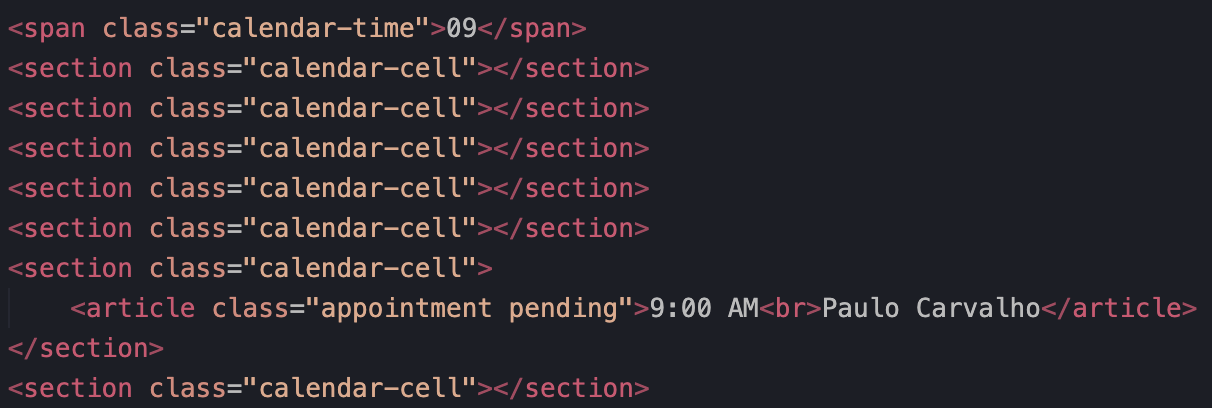 <span class="calendar-time">09</span>
<section class="calendar-cell"></section>
<section class="calendar-cell"></section>
<section class="calendar-cell"></section>
<section class="calendar-cell"></section>
<section class="calendar-cell"></section>
<section class="calendar-cell">
    <article class="appointment pending">9:00 AM<br>Paulo Carvalho</article>
</section>
<section class="calendar-cell"></section>